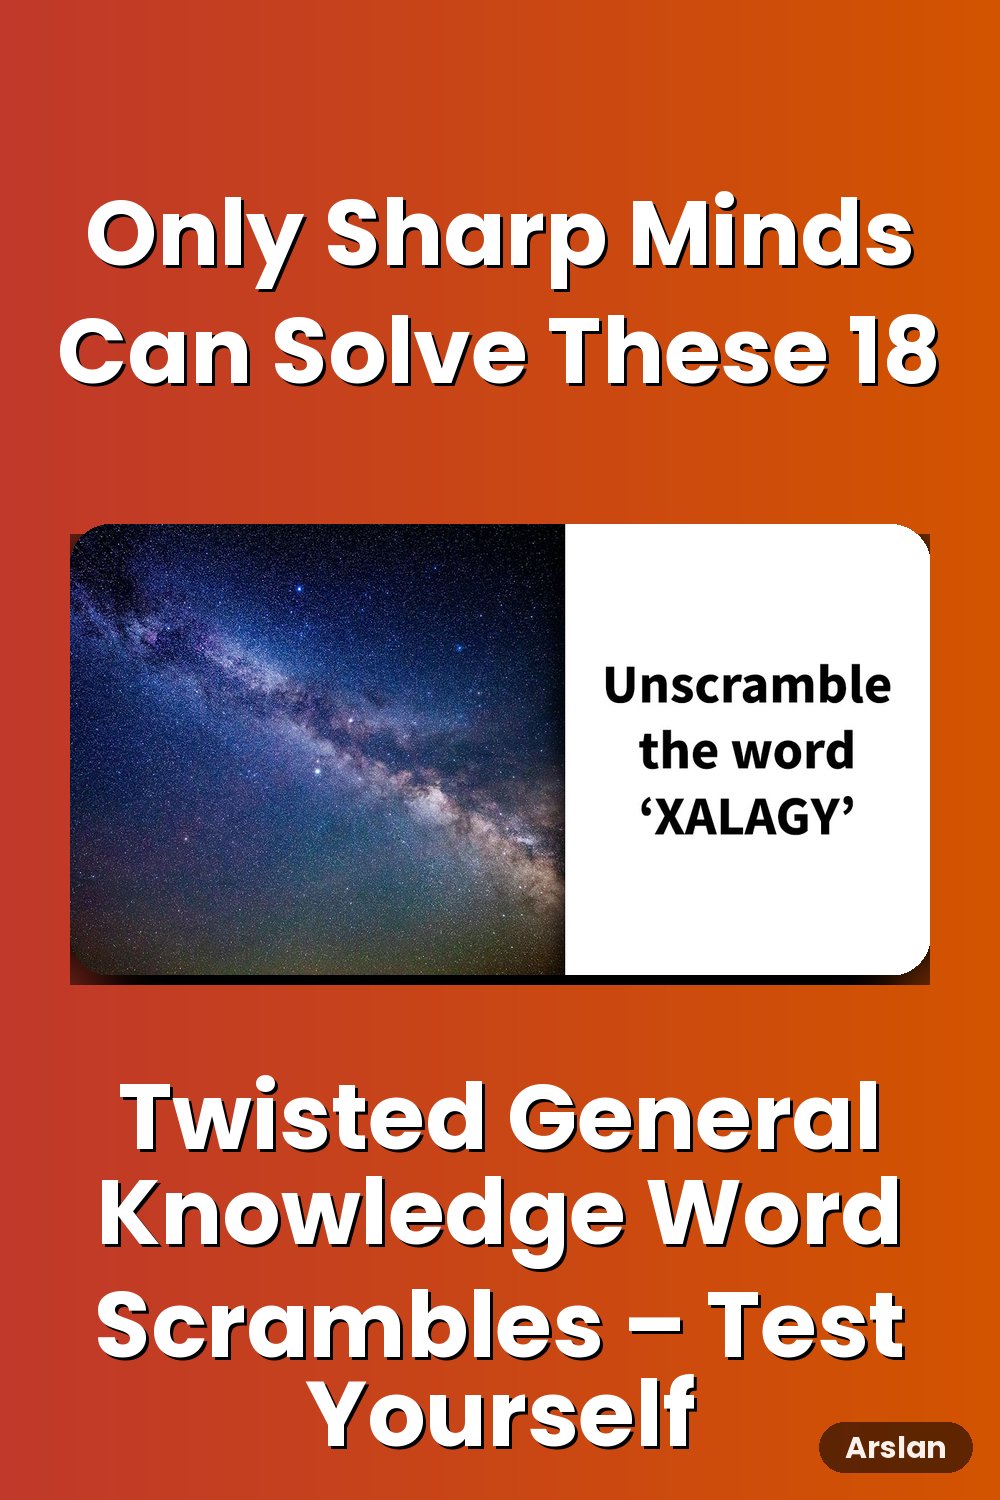 Only Sharp Minds
Can Solve These 18
Unscramble
the word
‘XALAGY’
Twisted General
Knowledge Word
Scrambles – Test
Yourself
Arslan